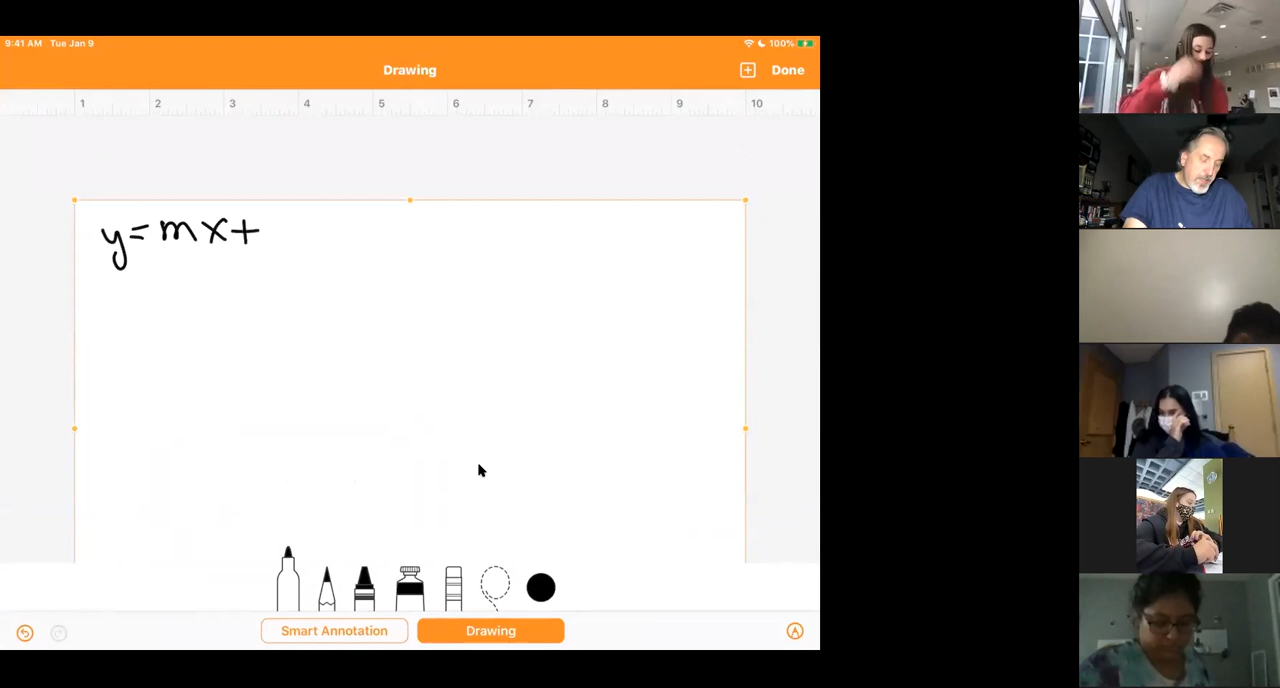 9:41 AM Tue Jan 9 100%
Drawing Done
1 2 3 4 5 6 7 8 9 10
y=mx+
Smart Annotation Drawing